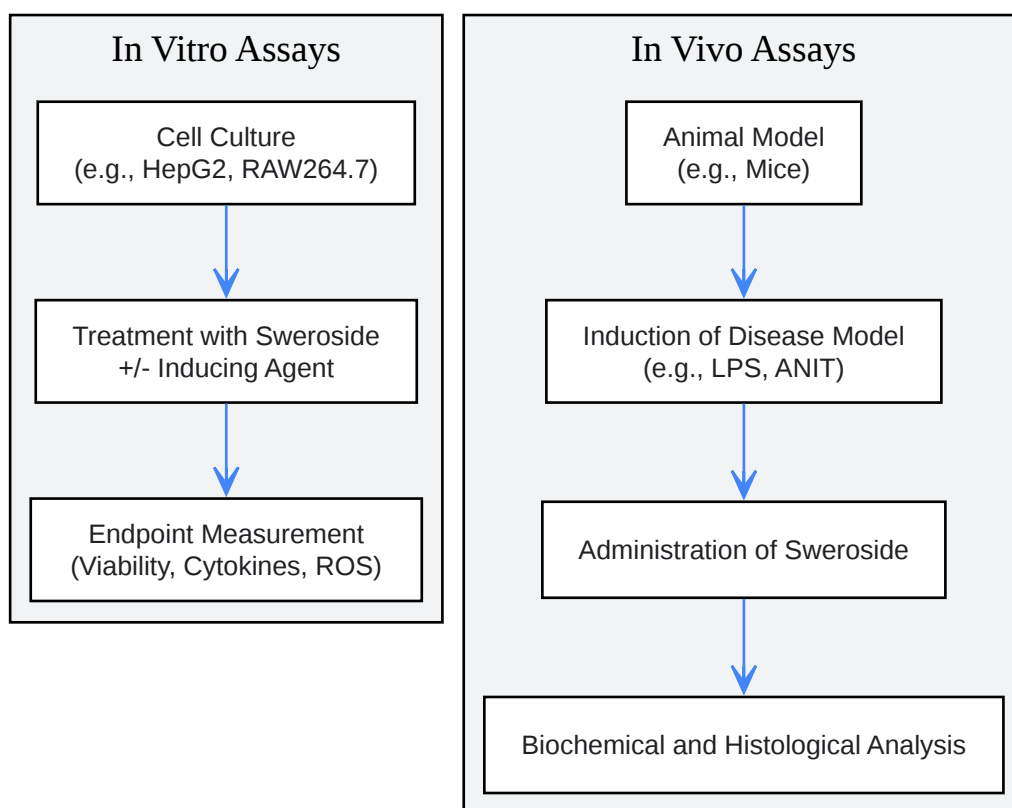 In Vitro Assays
Cell Culture
(e.g., HepG2, RAW264.7)
Treatment with Sweroside
+/- Inducing Agent
Endpoint Measurement
(Viability, Cytokines, ROS)
In Vivo Assays
Animal Model
(e.g., Mice)
Induction of Disease Model
(e.g., LPS, ANIT)
Administration of Sweroside
Biochemical and Histological Analysis